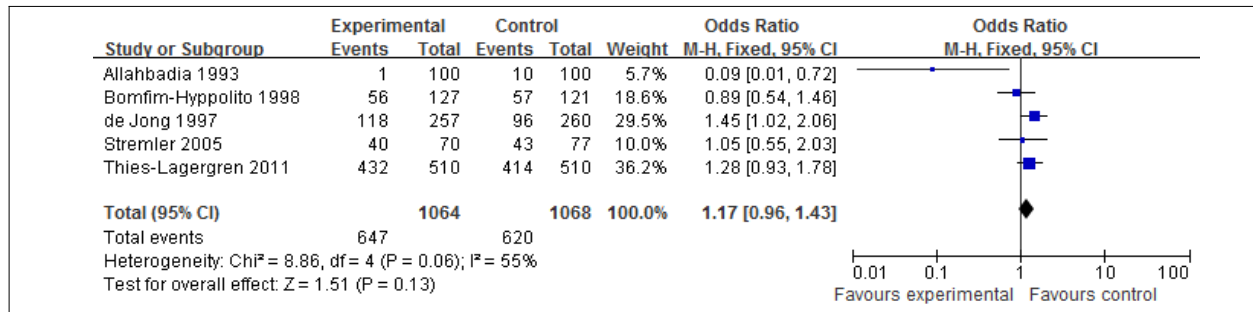 Experimental Control Odds Ratio Odds Ratio
Study or Subgroup Events Total Events Total Weight M-H, Fixed, 95% CI M-H, Fixed, 95% CI
Allahbadia 1993 1 100 10 100 5.7% 0.09 [0.01, 0.72]
Bomfim-Hyppolito 1998 56 127 57 121 18.6% 0.89 [0.54, 1.46]
de Jong 1997 118 257 96 260 29.5% 1.45 [1.02, 2.06]
Stremler 2005 40 70 43 77 10.0% 1.05 [0.55, 2.03]
Thies-Lagergren 2011 432 510 414 510 36.2% 1.28 [0.93, 1.78]
Total (95% CI) 1064 1068 100.0% 1.17 [0.96, 1.43]
Total events 647 620
Heterogeneity: Chi² = 8.86, df = 4 (P = 0.06); I² = 55%
Test for overall effect: Z = 1.51 (P = 0.13)
0.01 0.1 1 10 100
Favours experimental Favours control